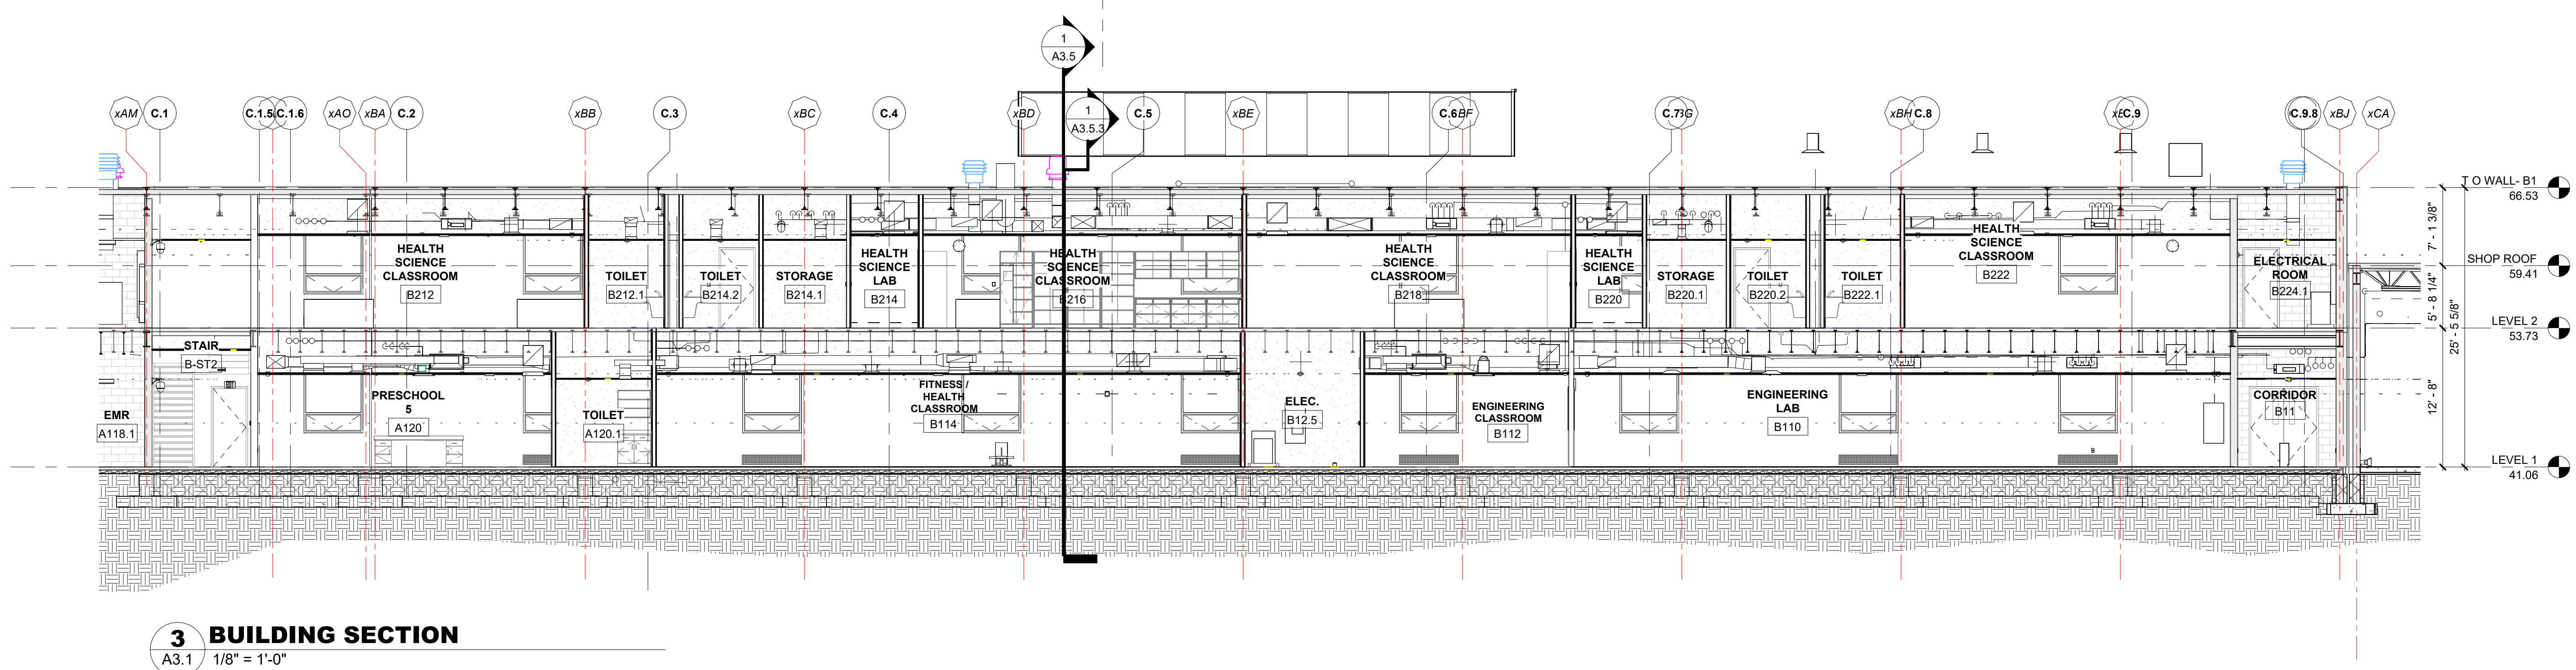 1
A3.5
1
A3.5.3
xAM
C.1
C.1.5
C.1.6
xAO
xBA
C.2
xBB
C.3
xBC
C.4
xBD
C.5
xBE
C.6
xBF
C.7
xBH
C.8
C.9
C.9.8
xBJ
xCA
T O WALL- B1
66.53
SHOP ROOF
59.41
LEVEL 2
53.73
LEVEL 1
41.06
7' - 1 3/8"
5' - 8 1/4"
12' - 8"
25' - 5 5/8"
HEALTH
SCIENCE
CLASSROOM
B212
TOILET
B212.1
TOILET
B214.2
STORAGE
B214.1
HEALTH
SCIENCE
LAB
B214
HEALTH
SCIENCE
CLASSROOM
B216
HEALTH
SCIENCE
CLASSROOM
B218
HEALTH
SCIENCE
LAB
B220
STORAGE
B220.1
TOILET
B220.2
TOILET
B222.1
HEALTH
SCIENCE
CLASSROOM
B222
ELECTRICAL
ROOM
B224.1
EMR
A118.1
STAIR
B-ST2
PRESCHOOL
5
A120
TOILET
A120.1
FITNESS /
HEALTH
CLASSROOM
B114
ELEC.
B12.5
ENGINEERING
CLASSROOM
B112
ENGINEERING
LAB
B110
CORRIDOR
B11
3
A3.1
BUILDING SECTION
1/8" = 1'-0"